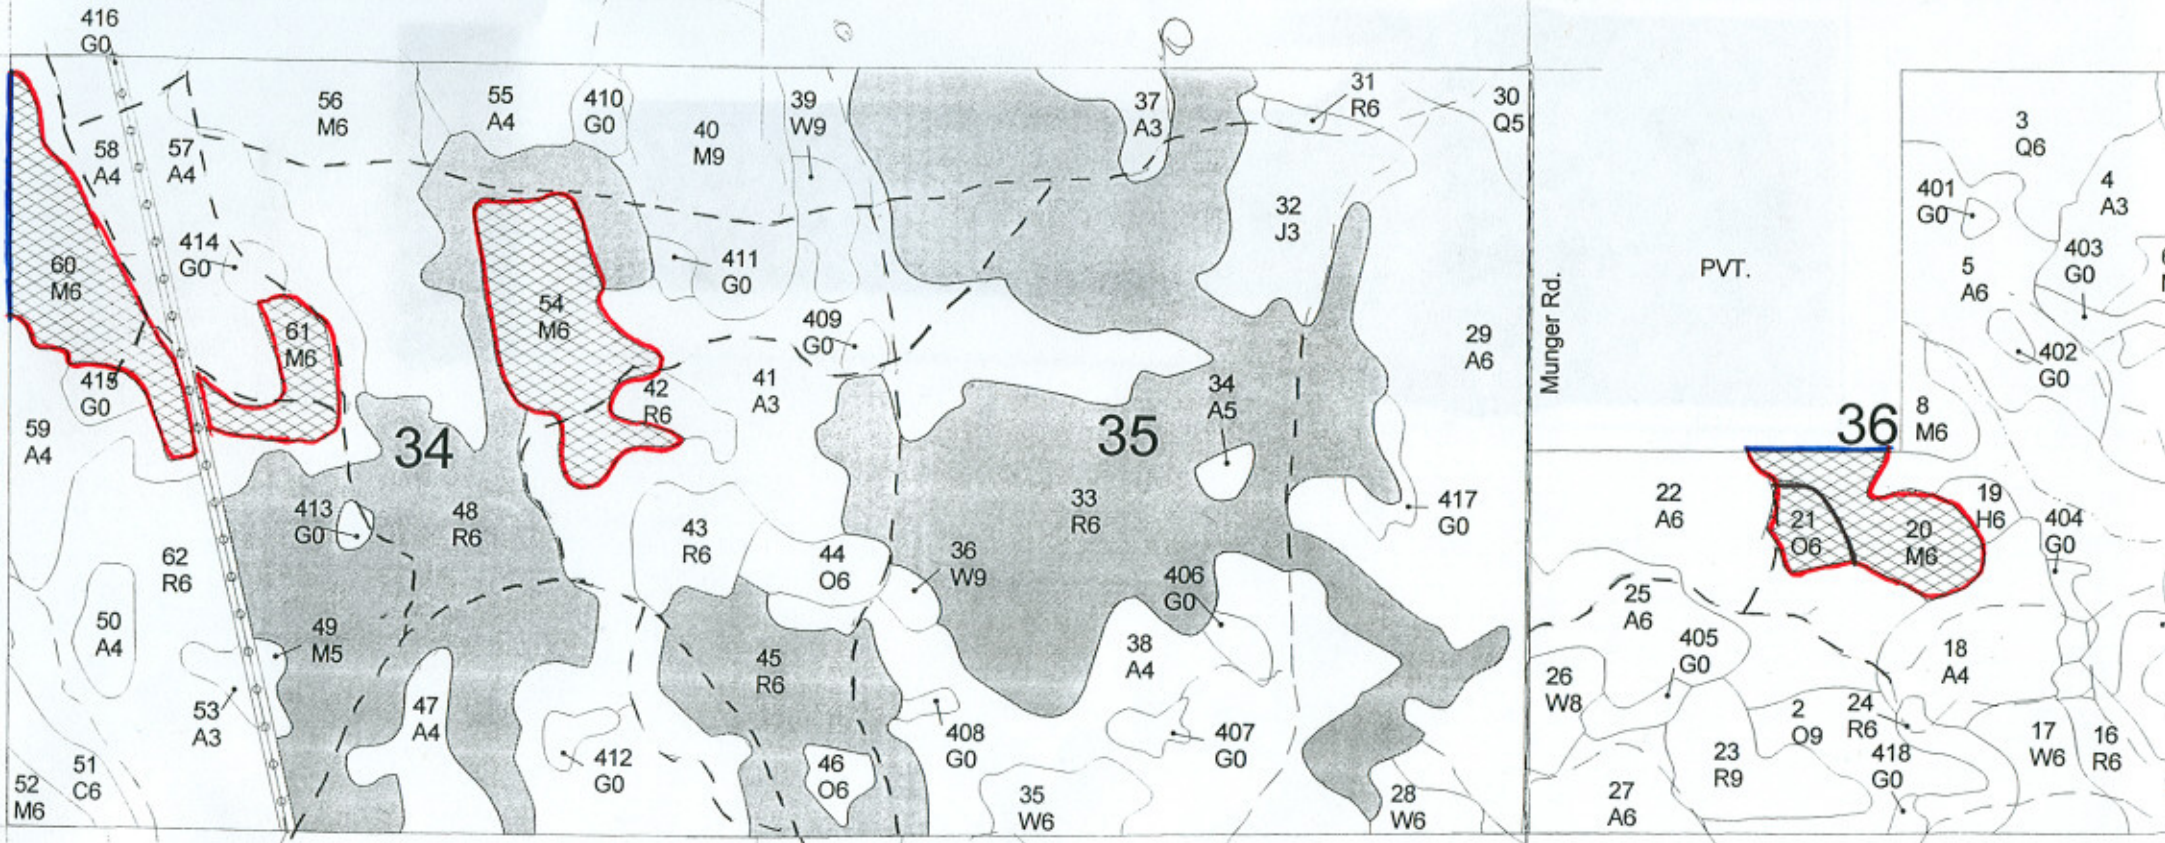 416
G0
56
M6
55
A4
410
G0
40
M9
39
W9
37
A3
31
R6
30
Q5
3
Q6
4
A3
401
G0
403
G0
5
A6
58
A4
57
A4
414
G0
60
M6
61
M6
54
M6
411
G0
32
J3
29
A6
Munger Rd.
PVT.
409
G0
402
G0
415
G0
59
A4
34
42
R6
41
A3
35
34
A5
36
8
M6
413
G0
48
R6
43
R6
33
R6
417
G0
22
A6
21
O6
20
M6
19
H6
404
G0
62
R6
44
O6
36
W9
406
G0
25
A6
405
G0
50
A4
49
M5
45
R6
38
A4
18
A4
26
W8
53
A3
47
A4
412
G0
46
O6
408
G0
407
G0
2
O9
24
R6
418
G0
23
R9
17
W6
16
R6
52
M6
51
C6
35
W6
28
W6
27
A6